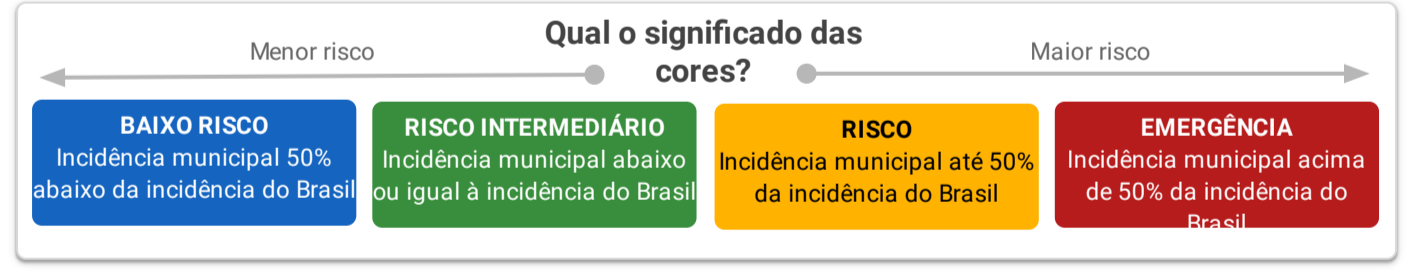 Qual o significado das
cores?
Menor risco
Maior risco
BAIXO RISCO
Incidência municipal 50%
abaixo da incidência do Brasil
RISCO INTERMEDIÁRIO
Incidência municipal abaixo
ou igual à incidência do Brasil
RISCO
Incidência municipal até 50%
da incidência do Brasil
EMERGÊNCIA
Incidência municipal acima
de 50% da incidência do
Brasil